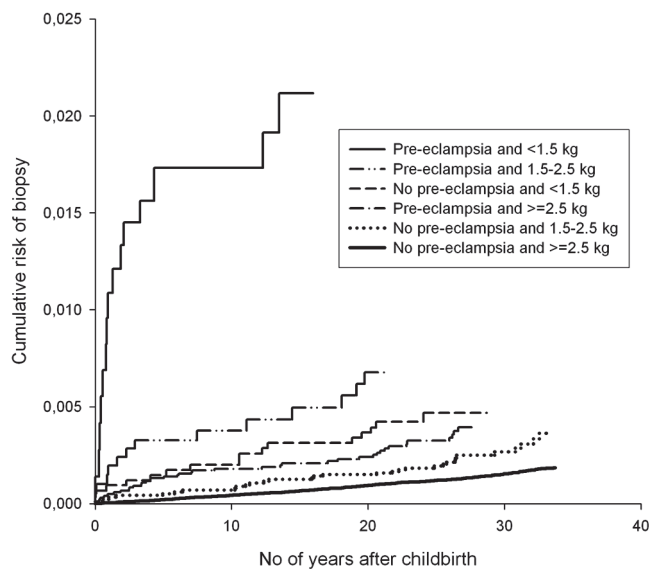 0,025
0,020
0,015
0,010
0,005
0,000
Cumulative risk of biopsy
Pre-eclampsia and <1.5 kg
Pre-eclampsia and 1.5-2.5 kg
No pre-eclampsia and <1.5 kg
Pre-eclampsia and >=2.5 kg
No pre-eclampsia and 1.5-2.5 kg
No pre-eclampsia and >=2.5 kg
0 10 20 30 40
No of years after childbirth